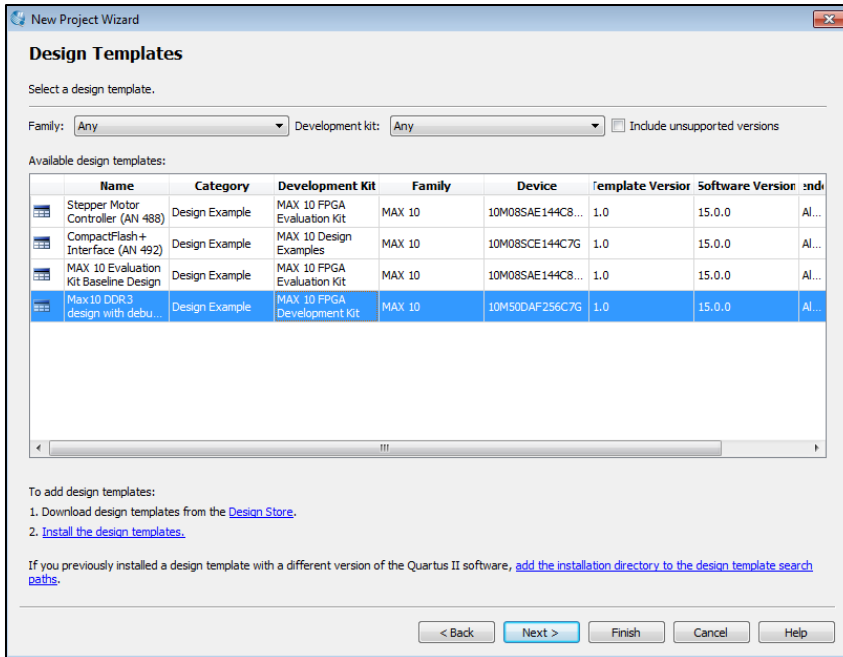 New Project Wizard
Design Templates
Select a design template.
Family: Any Development kit: Any Include unsupported versions
Available design templates:
Name Category Development Kit Family Device Template Version Software Version endo
Stepper Motor Controller (AN 488) Design Example MAX 10 FPGA Evaluation Kit MAX 10 10M08SAE144C8... 1.0 15.0.0 Al...
CompactFlash+ Interface (AN 492) Design Example MAX 10 Design Examples MAX 10 10M08SCE144C7G 1.0 15.0.0 Al...
MAX 10 Evaluation Kit Baseline Design Design Example MAX 10 FPGA Evaluation Kit MAX 10 10M08SAE144C8... 1.0 15.0.0 Al...
Max10 DDR3 design with debu... Design Example MAX 10 FPGA Development Kit MAX 10 10M50DAF256C7G 1.0 15.0.0 Al...
To add design templates:
1. Download design templates from the Design Store.
2. Install the design templates.
If you previously installed a design template with a different version of the Quartus II software, add the installation directory to the design template search
paths.
< Back Next > Finish Cancel Help